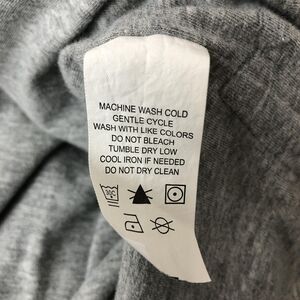 MACHINE WASH COLD
GENTLE CYCLE
WASH WITH LIKE COLORS
DO NOT BLEACH
TUMBLE DRY LOW
COOL IRON IF NEEDED
DO NOT DRY CLEAN